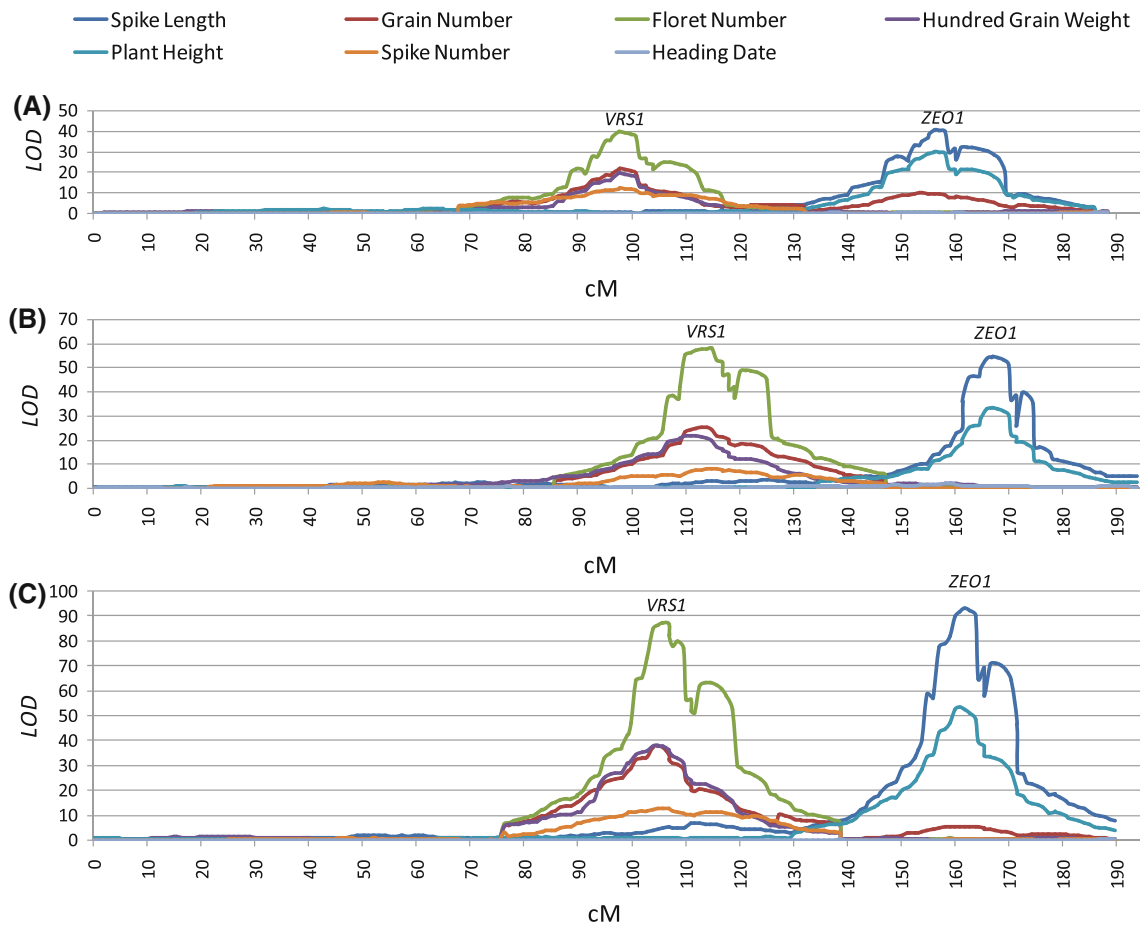 Spike Length Grain Number Floret Number Hundred Grain Weight
Plant Height Spike Number Heading Date
(A)
LOD
50
40
30
20
10
0
VRS1
ZEO1
0 10 20 30 40 50 60 70 80 90 100 110 120 130 140 150 160 170 180 190
cM
(B)
LOD
70
60
50
40
30
20
10
0
VRS1
ZEO1
0 10 20 30 40 50 60 70 80 90 100 110 120 130 140 150 160 170 180 190
cM
(C)
LOD
100
90
80
70
60
50
40
30
20
10
0
VRS1
ZEO1
0 10 20 30 40 50 60 70 80 90 100 110 120 130 140 150 160 170 180 190
cM